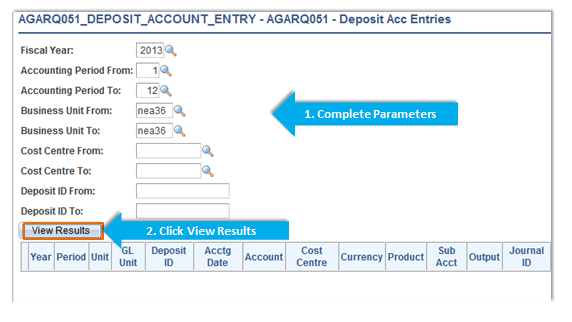 AGARQ051_DEPOSIT_ACCOUNT_ENTRY - AGARQ051 - Deposit Acc Entries
Fiscal Year: 2013
Accounting Period From: 1
Accounting Period To: 12
Business Unit From: nea36
1. Complete Parameters
Business Unit To: nea36
Cost Centre From:
Cost Centre To:
Deposit ID From:
Deposit ID To:
View Results
2. Click View Results
Year Period Unit GL Unit Deposit ID Acctg Date Account Cost Centre Currency Product Sub Acct Output Journal ID